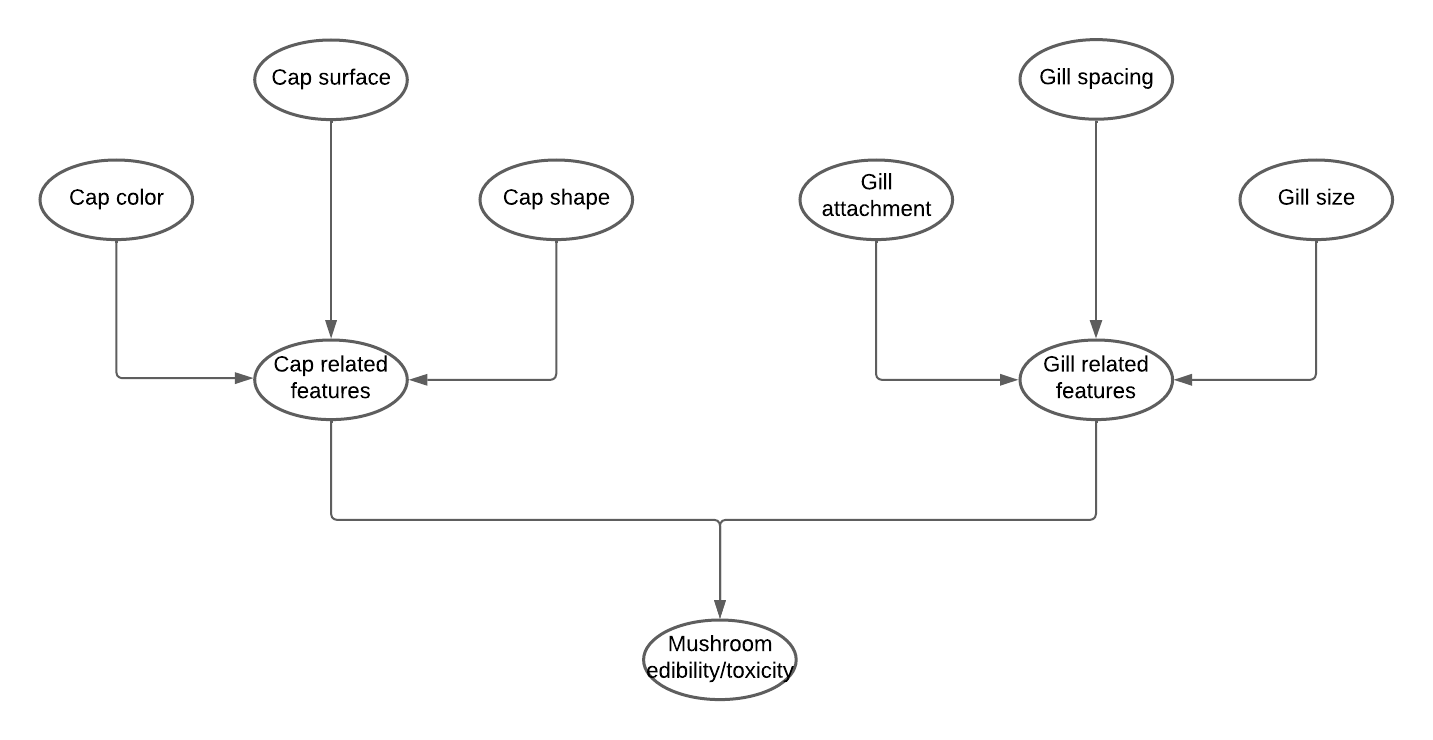 Cap surface
Gill spacing
Cap color
Cap shape
Gill
attachment
Gill size
Cap related
features
Gill related
features
Mushroom
edibility/toxicity